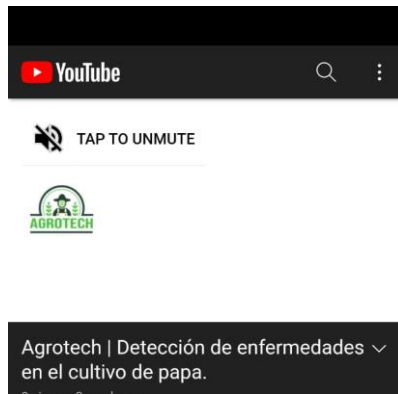 YouTube
TAP TO UNMUTE
AGROTECH
Agrotech | Detección de enfermedades
en el cultivo de papa.